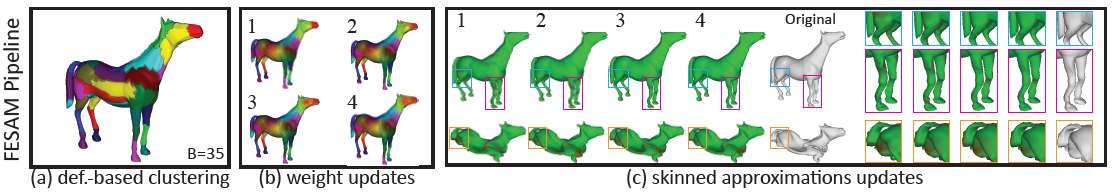 FESAM Pipeline
B=35
(a) def.-based clustering
1 2
3 4
(b) weight updates
1 2 3 4 Original
(c) skinned approximations updates